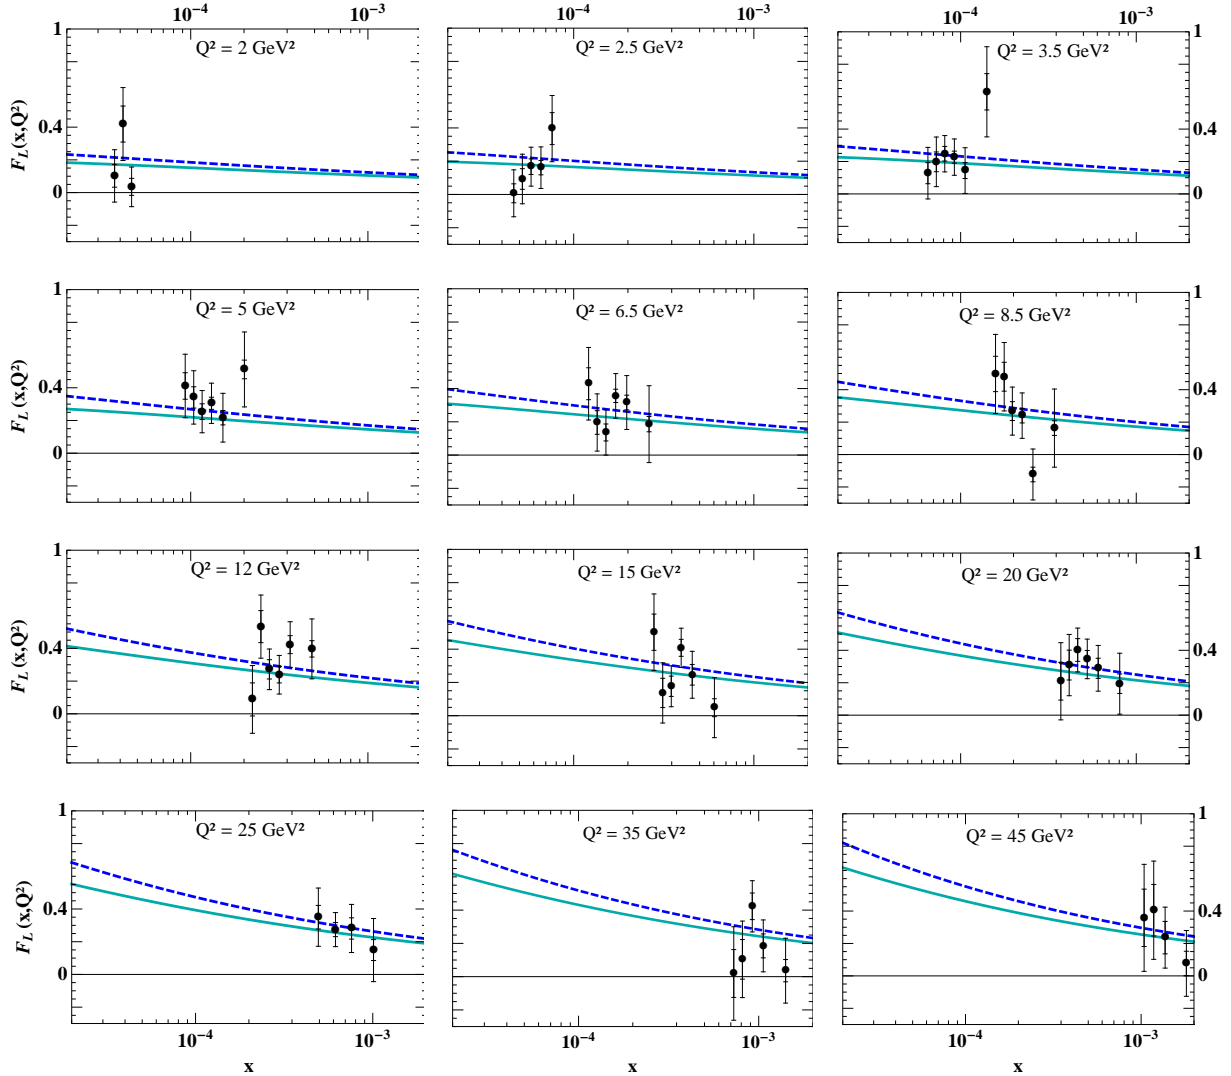 10⁻⁴ 10⁻³ 10⁻⁴ 10⁻³ 10⁻⁴ 10⁻³
1 Q² = 2 GeV² Q² = 2.5 GeV² Q² = 3.5 GeV² 1
F_L(x,Q²) 0.4 0.4
0 0
1 Q² = 5 GeV² Q² = 6.5 GeV² Q² = 8.5 GeV² 1
F_L(x,Q²) 0.4 0.4
0 0
1 Q² = 12 GeV² Q² = 15 GeV² Q² = 20 GeV² 1
F_L(x,Q²) 0.4 0.4
0 0
1 Q² = 25 GeV² Q² = 35 GeV² Q² = 45 GeV² 1
F_L(x,Q²) 0.4 0.4
0 0
10⁻⁴ 10⁻³ 10⁻⁴ 10⁻³ 10⁻⁴ 10⁻³
x x x